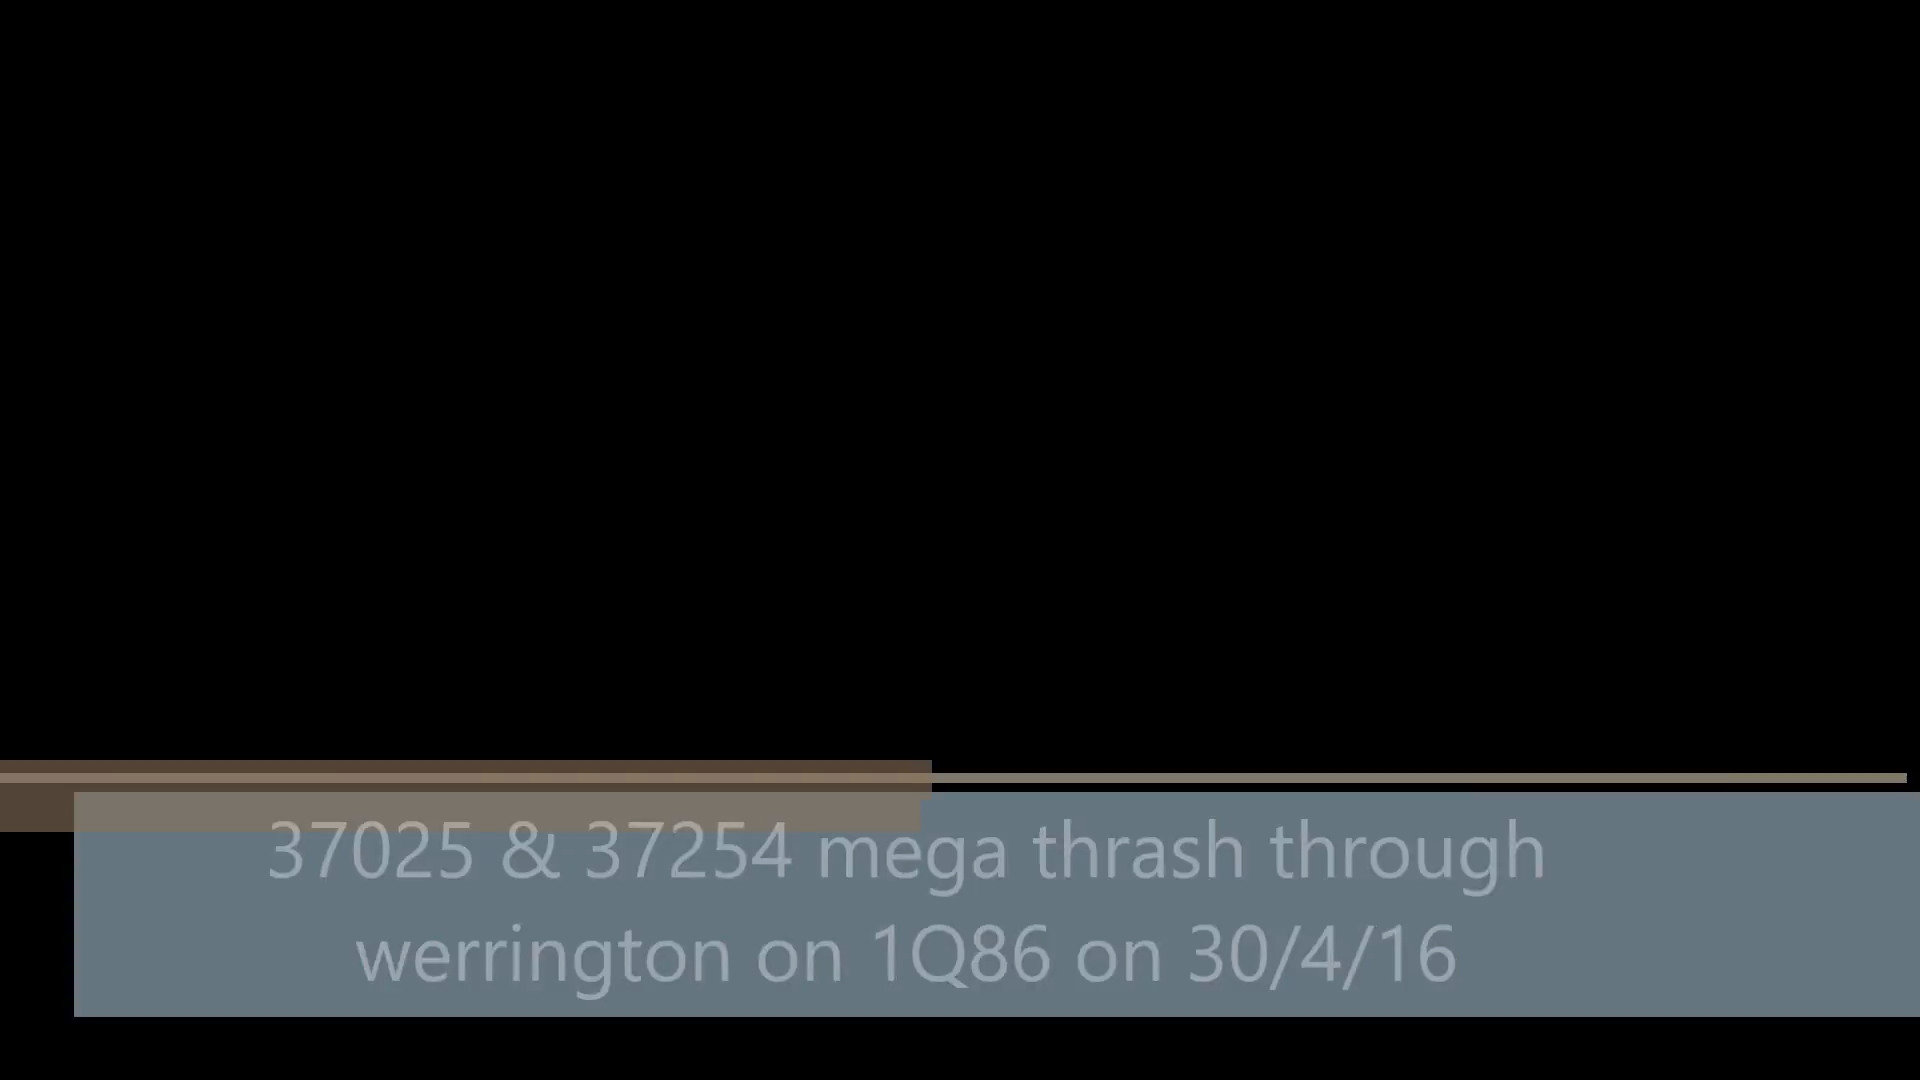 37025 & 37254 mega thrash through
werrington on 1Q86 on 30/4/16